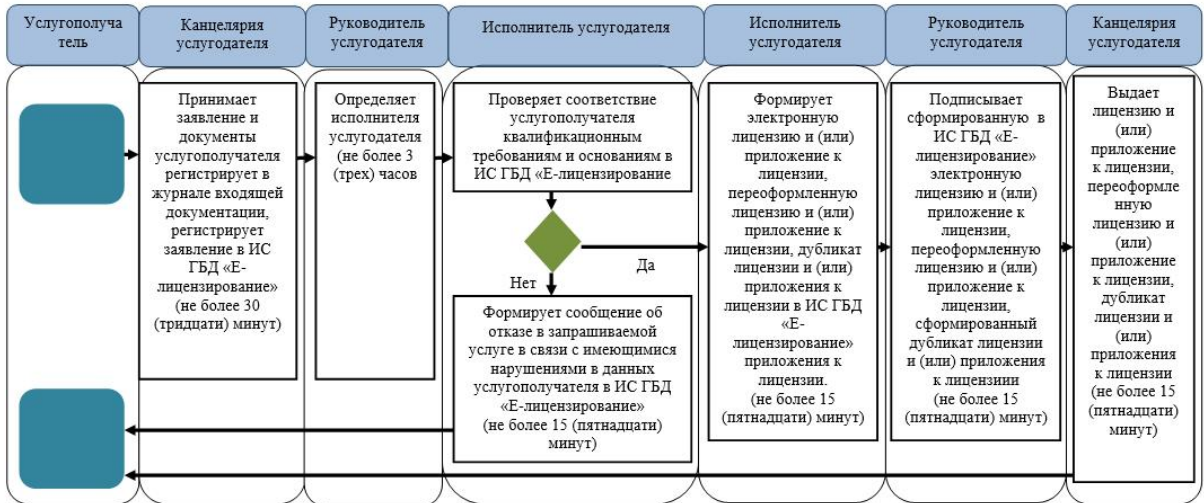 Услугополуча
тель
Канцелярия
услугодателя
Руководитель
услугодателя
Исполнитель услугодателя
Исполнитель
услугодателя
Руководитель
услугодателя
Канцелярия
услугодателя
Принимает
заявление и
документы
услугополучателя
регистрирует в
журнале входящей
документации,
регистрирует
заявление в ИС
ГБД «Е-
лицензирование»
(не более 30
(тридцати) минут)
Определяет
исполнителя
услугодателя
(не более 3
(трех) часов
Проверяет соответствие
услугополучателя
квалификационным
требованиям и основаниям в
ИС ГБД «Е-лицензирование
Да
Нет
Формирует сообщение об
отказе в запрашиваемой
услуге в связи с имеющимися
нарушениями в данных
услугополучателя в ИС ГБД
«Е-лицензирование»
(не более 15 (пятнадцати)
минут)
Формирует
электронную
лицензию и (или)
приложение к
лицензии,
переоформленную
лицензию и (или)
приложение к
лицензии, дубликат
лицензии и (или)
приложения к
лицензии в ИС ГБД
«Е-
лицензирование»
приложения к
лицензии.
(не более 15
(пятнадцати) минут)
Подписывает
сформированную в
ИС ГБД «Е-
лицензирование»
электронную
лицензию и (или)
приложение к
лицензии,
переоформленную
лицензию и (или)
приложение к
лицензии,
сформированный
дубликат лицензии
и (или) приложения
к лицензиии
(не более 15
(пятнадцати) минут)
Выдает
лицензию и
(или)
приложение
к лицензии,
переоформле
нную
лицензию и
(или)
приложение
к лицензии,
дубликат
лицензии и
(или)
приложения
к лицензии
(не более 15
(пятнадцати)
минут)